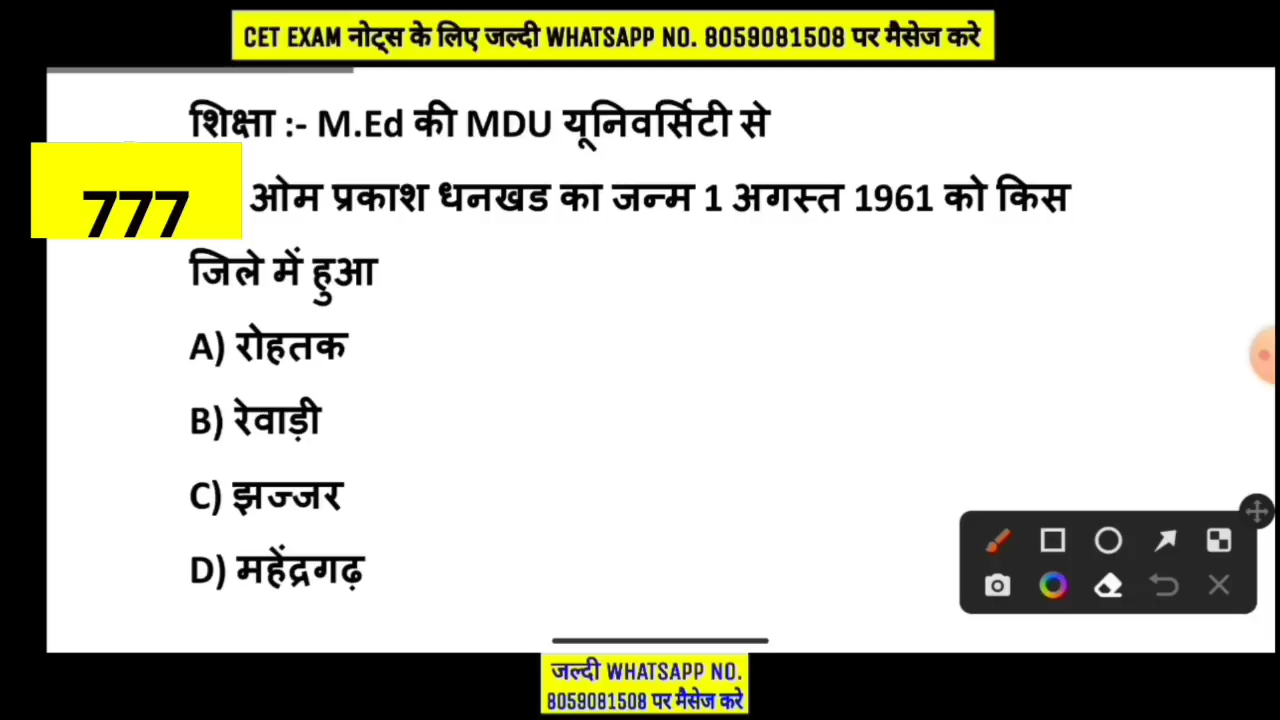 CET EXAM नोट्स के लिए जल्दी WHATSAPP NO. 8059081508 पर मैसेज करे
शिक्षा :- M.Ed की MDU यूनिवर्सिटी से
777
ओम प्रकाश धनखड का जन्म 1 अगस्त 1961 को किस
जिले में हुआ
A) रोहतक
B) रेवाड़ी
C) झज्जर
D) महेंद्रगढ़
जल्दी WHATSAPP NO.
8059081508 पर मैसेज करे